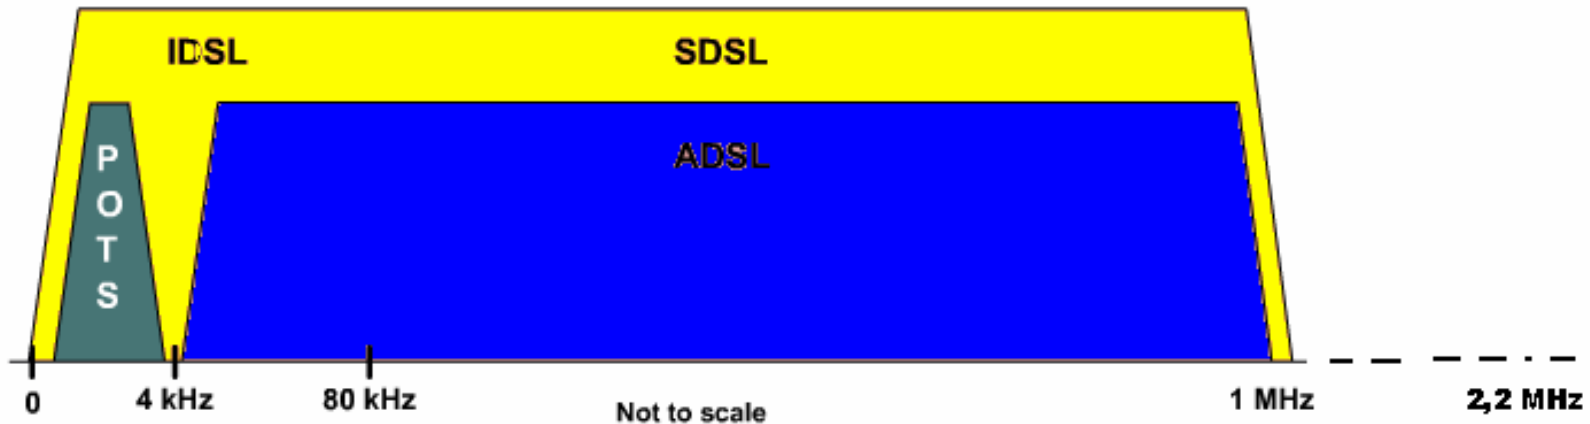 IDSL SDSL
ADSL
P
O
T
S
0 4 kHz 80 kHz Not to scale 1 MHz 2,2 MHz